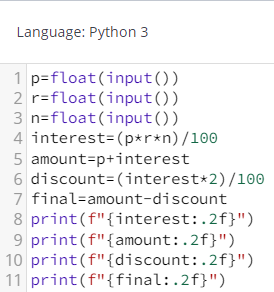 Language: Python 3
1 p=float(input())
2 r=float(input())
3 n=float(input())
4 interest=(p*r*n)/100
5 amount=p+interest
6 discount=(interest*2)/100
7 final=amount-discount
8 print(f"{interest:.2f}")
9 print(f"{amount:.2f}")
10 print(f"{discount:.2f}")
11 print(f"{final:.2f}")